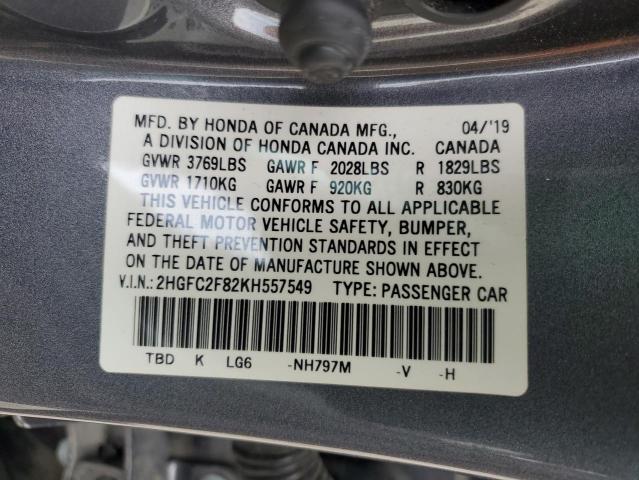 MFD. BY HONDA OF CANADA MFG., 04/'19
A DIVISION OF HONDA CANADA INC. CANADA
GVWR 3769LBS GAWR F 2028LBS R 1829LBS
GVWR 1710KG GAWR F 920KG R 830KG
THIS VEHICLE CONFORMS TO ALL APPLICABLE
FEDERAL MOTOR VEHICLE SAFETY, BUMPER,
AND THEFT PREVENTION STANDARDS IN EFFECT
ON THE DATE OF MANUFACTURE SHOWN ABOVE.
V.I.N.: 2HGFC2F82KH557549 TYPE: PASSENGER CAR
TBD K LG6 -NH797M -V -H